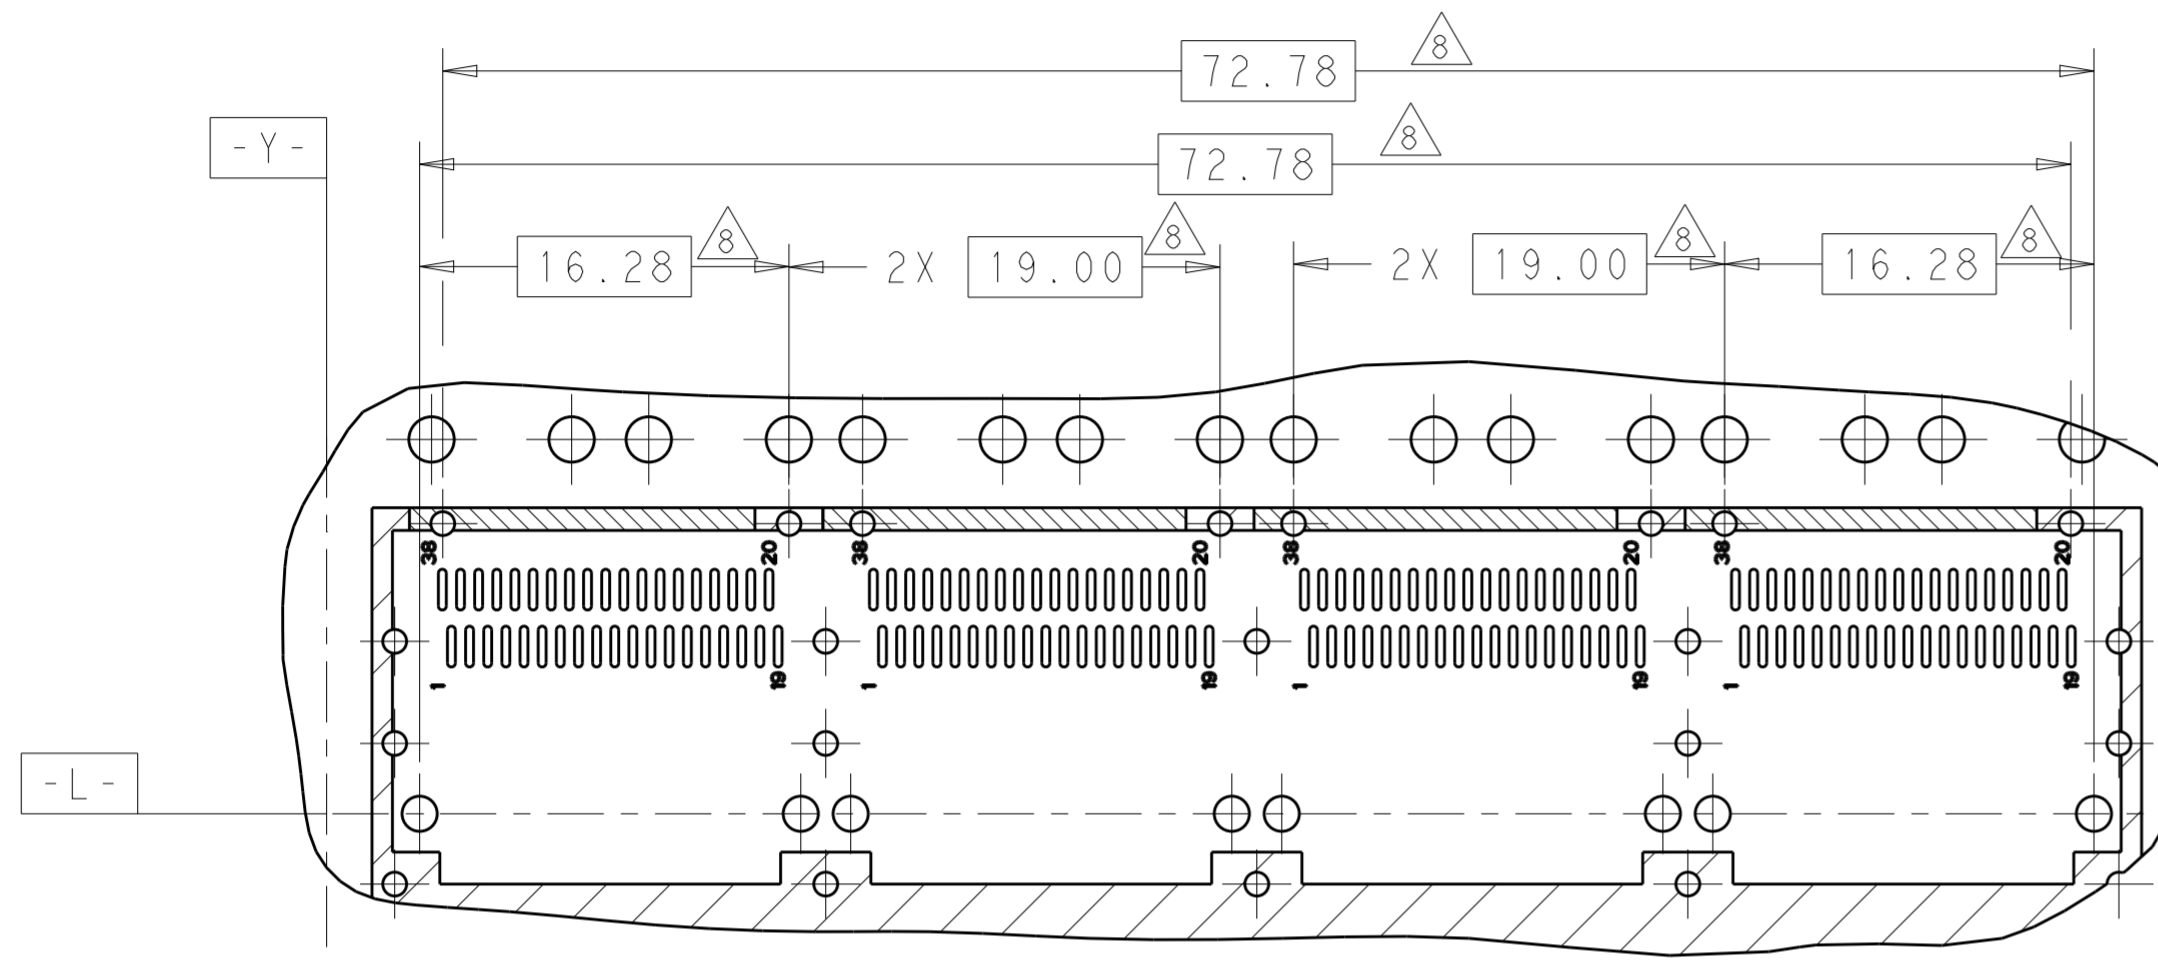 72.78 8
-Y-
72.78 8
16.28 8 2X 19.00 8 2X 19.00 8 16.28 8
38 20 38 20 38 20 38 20
1 19 1 19 1 19 1 19
-L-